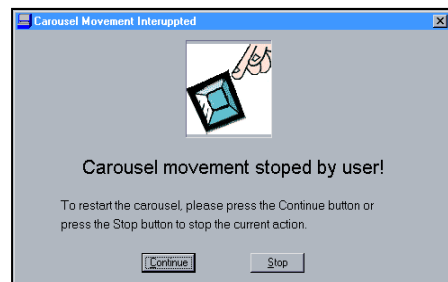 Carousel Movement Interuppted
Carousel movement stoped by user!
To restart the carousel, please press the Continue button or
press the Stop button to stop the current action.
Continue Stop